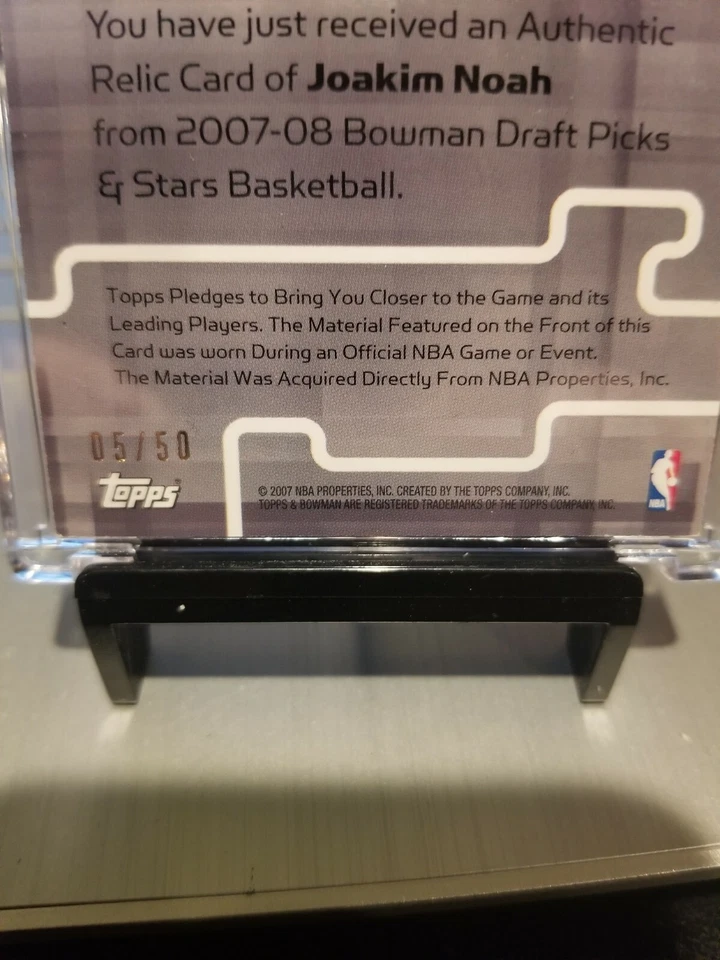 You have just received an Authentic
Relic Card of Joakim Noah
from 2007-08 Bowman Draft Picks
& Stars Basketball.
Topps Pledges to Bring You Closer to the Game and its
Leading Players. The Material Featured on the Front of this
Card was worn During an Official NBA Game or Event.
The Material Was Acquired Directly From NBA Properties, Inc.
05/50
topps
© 2007 NBA PROPERTIES, INC. CREATED BY THE TOPPS COMPANY, INC.
TOPPS & BOWMAN ARE REGISTERED TRADEMARKS OF THE TOPPS COMPANY, INC.
NBA